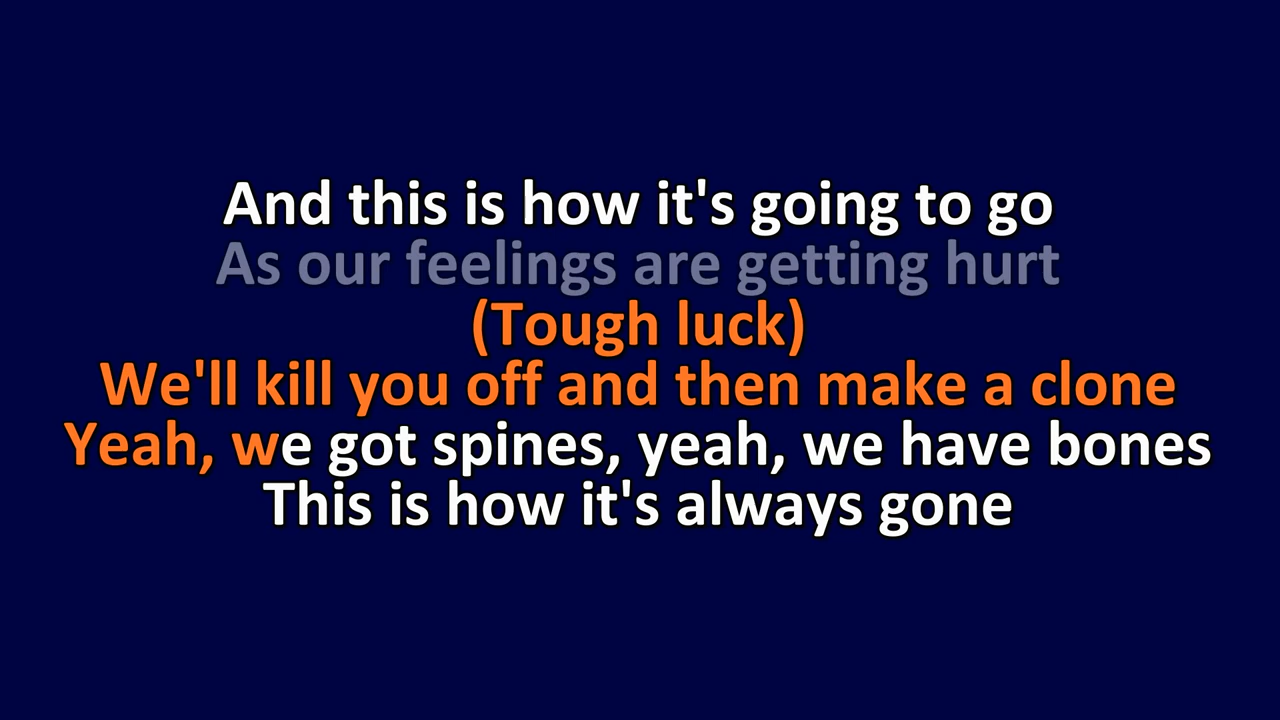 And this is how it's going to go
As our feelings are getting hurt
(Tough luck)
We'll kill you off and then make a clone
Yeah, we got spines, yeah, we have bones
This is how it's always gone